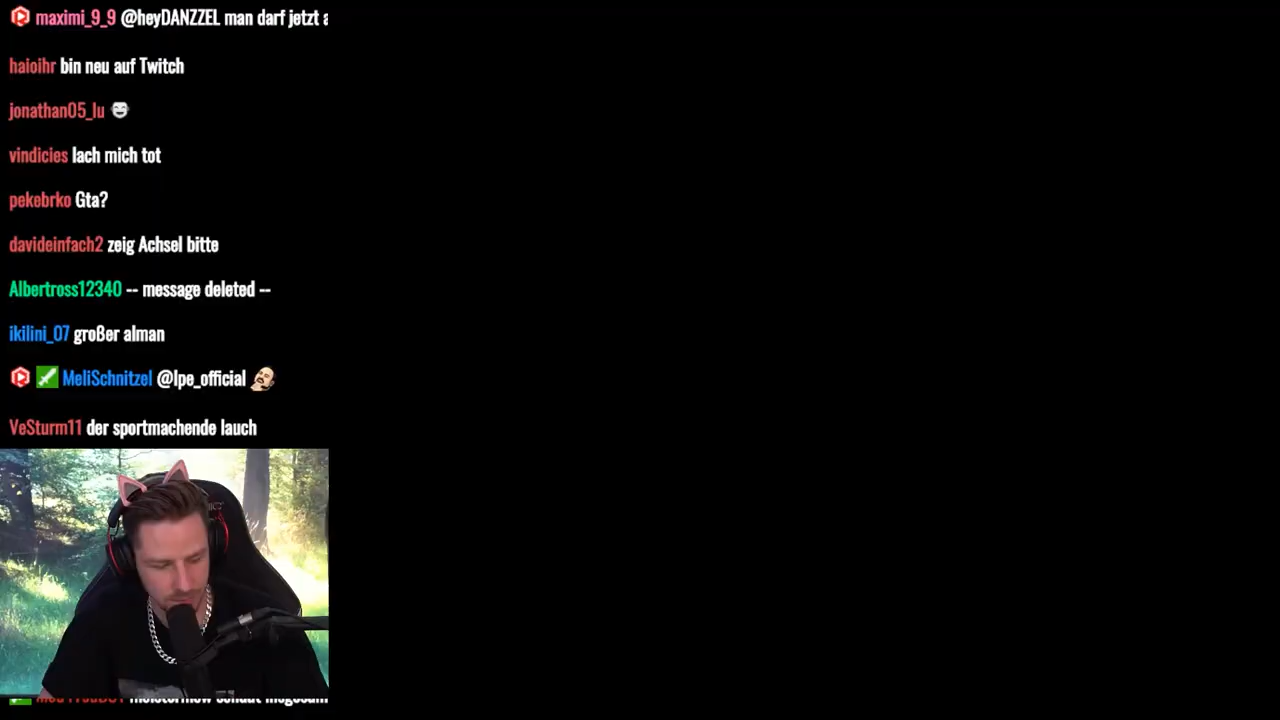 maximi_9_9 @heyDANZZEL man darf jetzt
haioihr bin neu auf Twitch
jonathan05_lu
vindicies lach mich tot
pekebrko Gta?
davideinfach2 zeig Achsel bitte
Albertross12340 -- message deleted --
ikilini_07 großer alman
MeliSchnitzel @lpe_official
VeSturm11 der sportmachende lauch